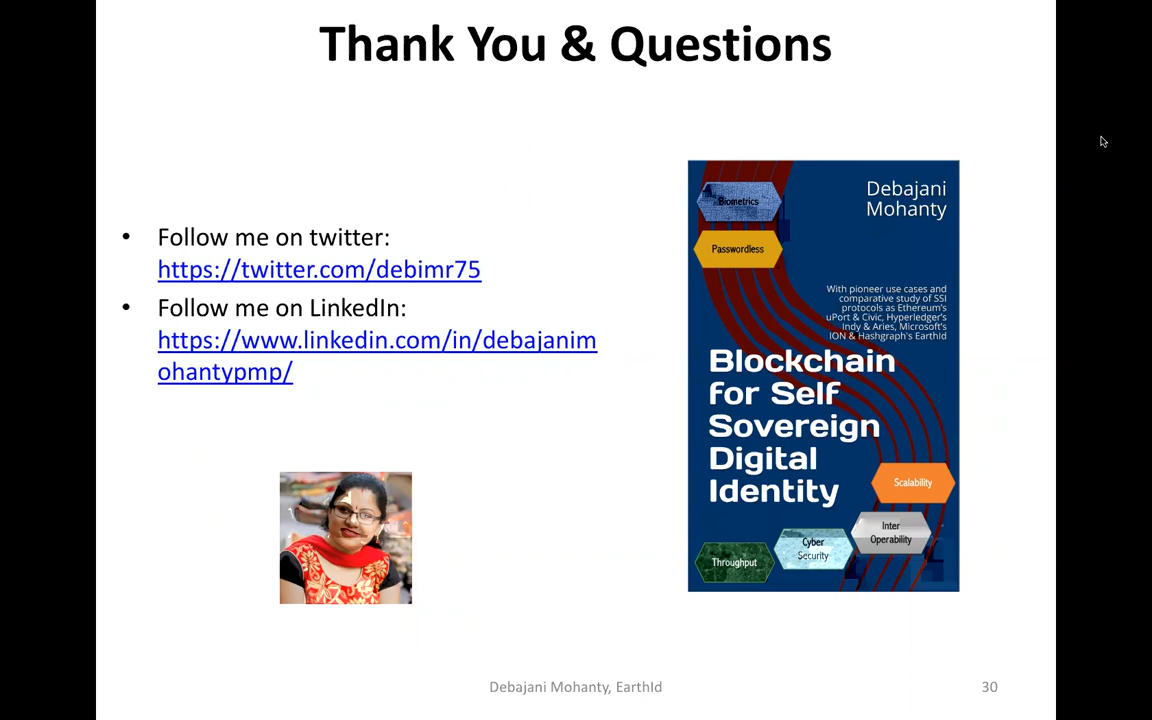 Thank You & Questions
• Follow me on twitter:
https://twitter.com/debimr75
• Follow me on LinkedIn:
https://www.linkedin.com/in/debajanim
ohantypmp/
Biometrics
Passwordless
Debajani
Mohanty
With pioneer use cases and
comparative study of SSI
protocols as Ethereum's
uPort & Civic, Hyperledger's
Indy & Aries, Microsoft's
ION & Hashgraph's EarthId
Blockchain
for Self
Sovereign
Digital
Identity
Scalability
Inter
Operability
Cyber
Security
Throughput
Debajani Mohanty, EarthId
30